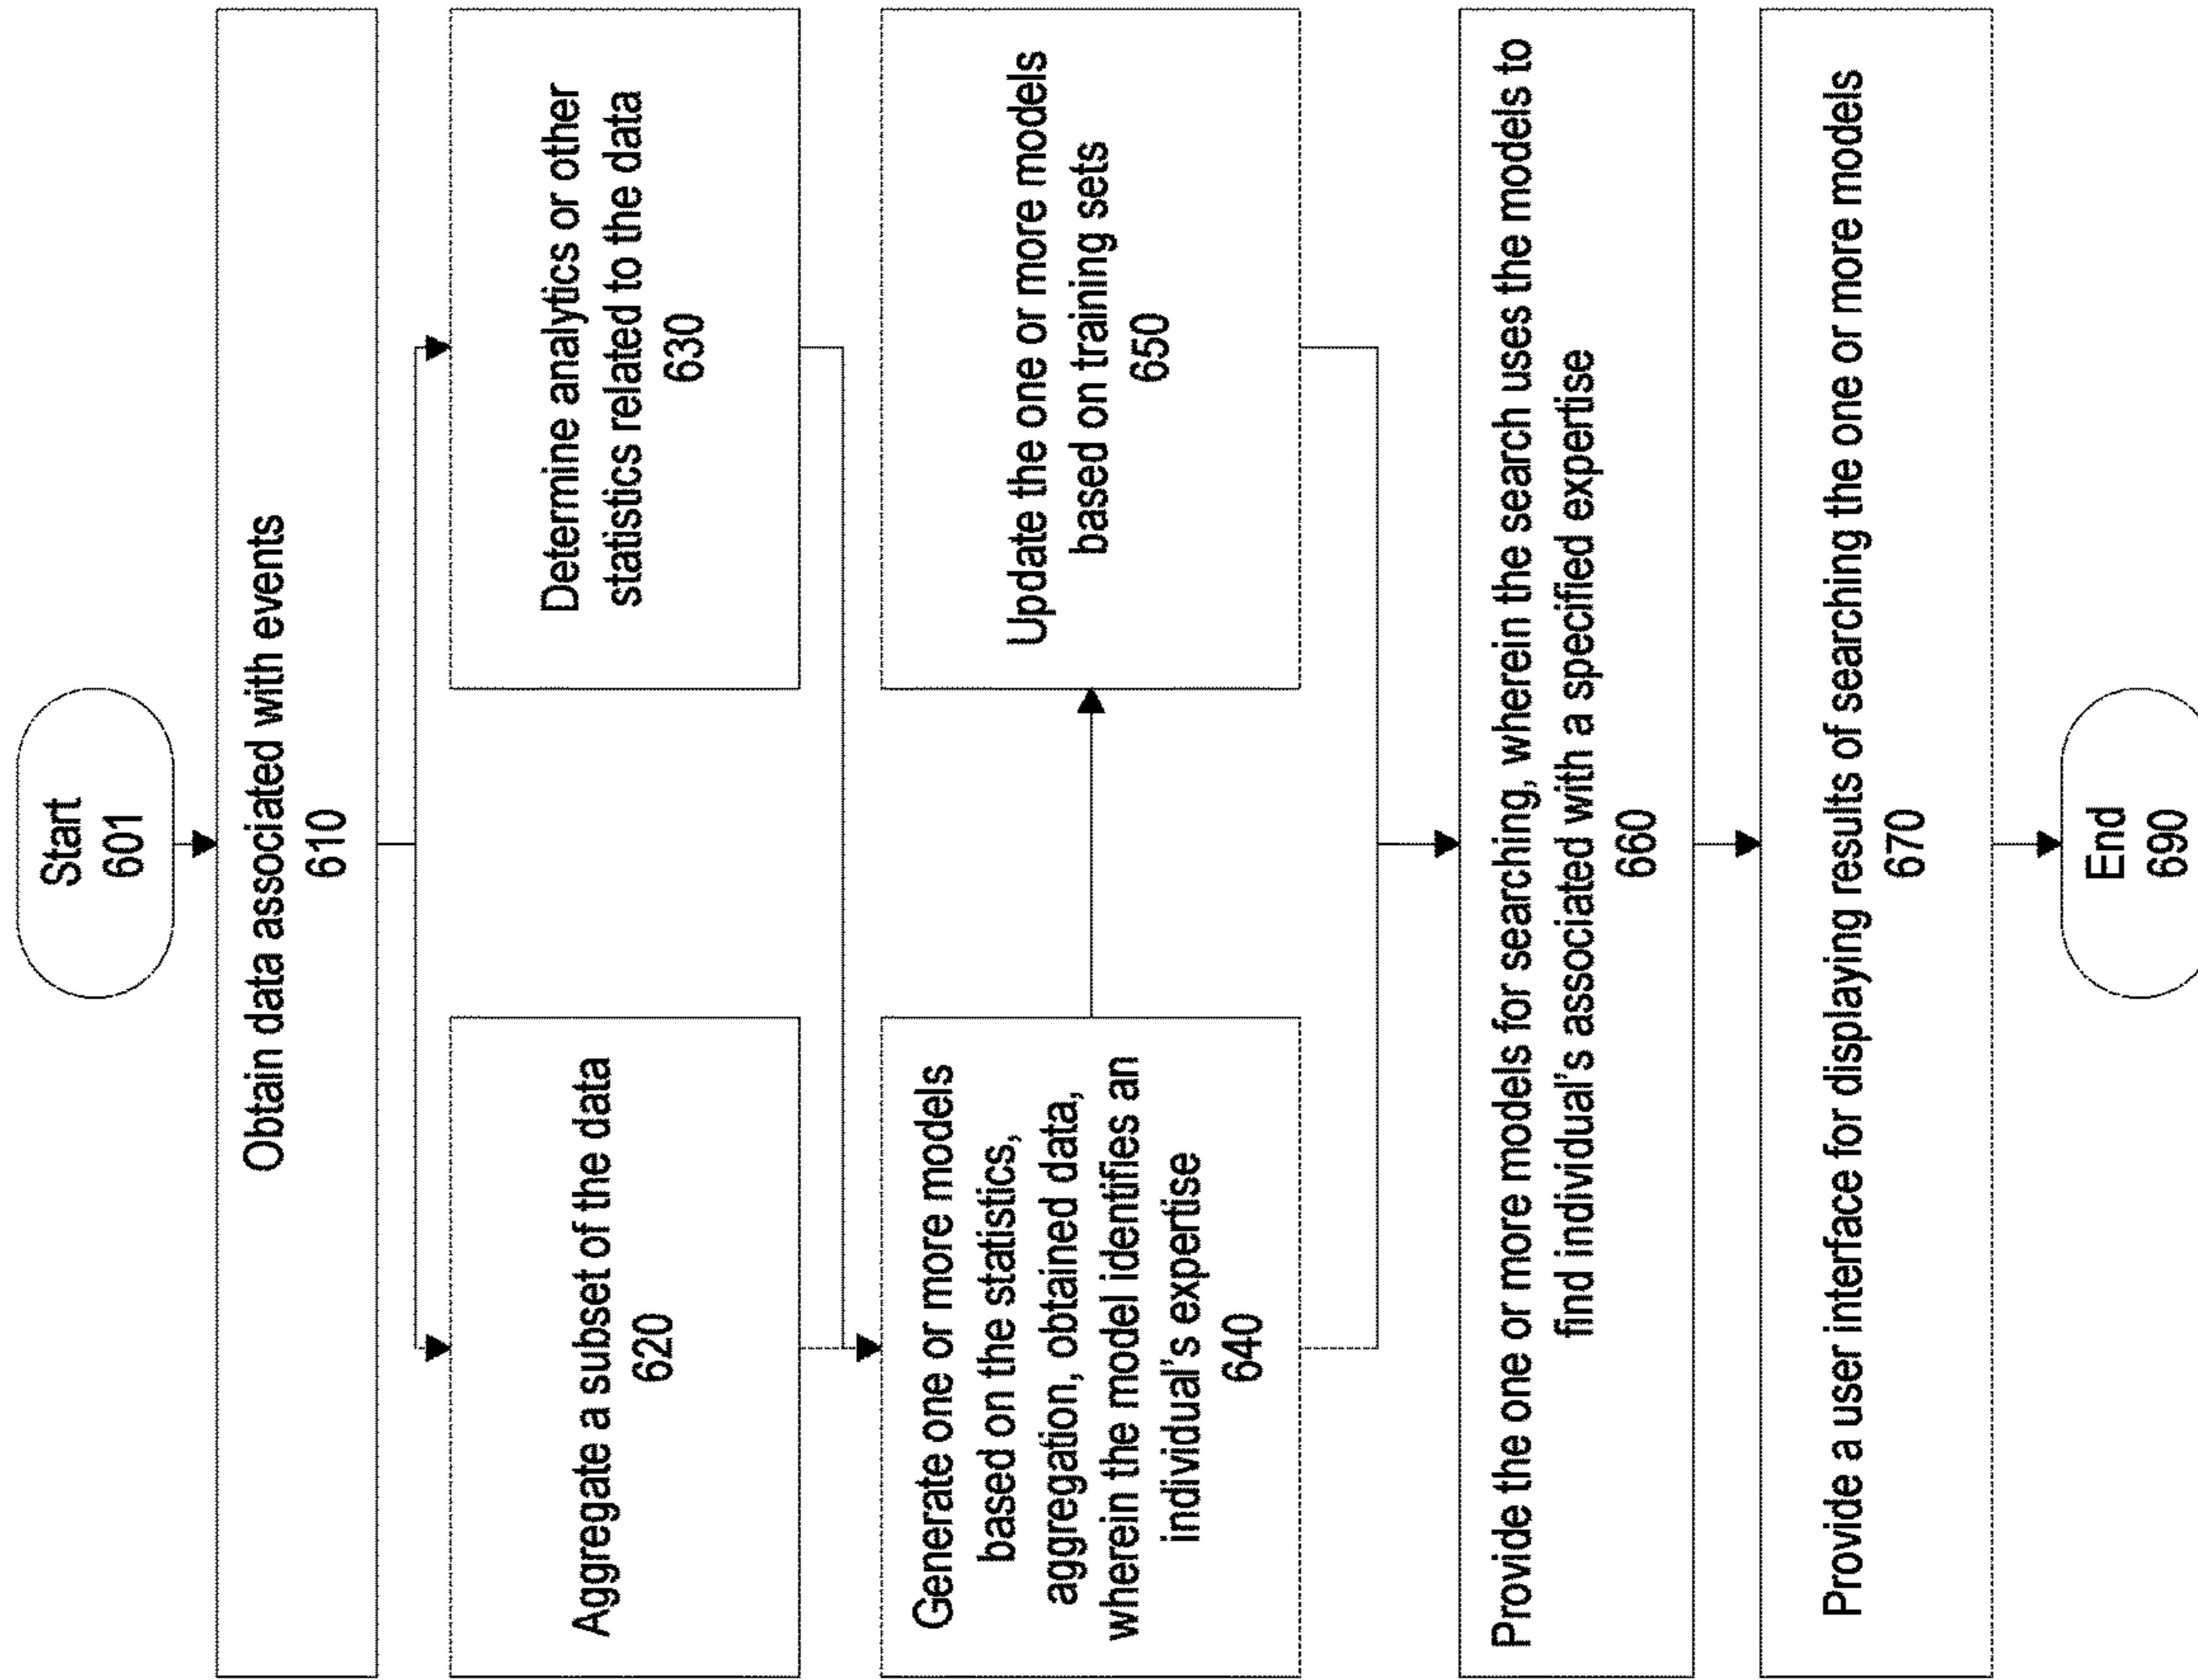 Start
601
Obtain data associated with events
610
Aggregate a subset of the data
620
Determine analytics or other
statistics related to the data
630
Generate one or more models
based on the statistics,
aggregation, obtained data,
wherein the model identifies an
individual's expertise
640
Update the one or more models
based on training sets
650
Provide the one or more models for searching, wherein the search uses the models to
find individual's associated with a specified expertise
660
Provide a user interface for displaying results of searching the one or more models
670
End
690